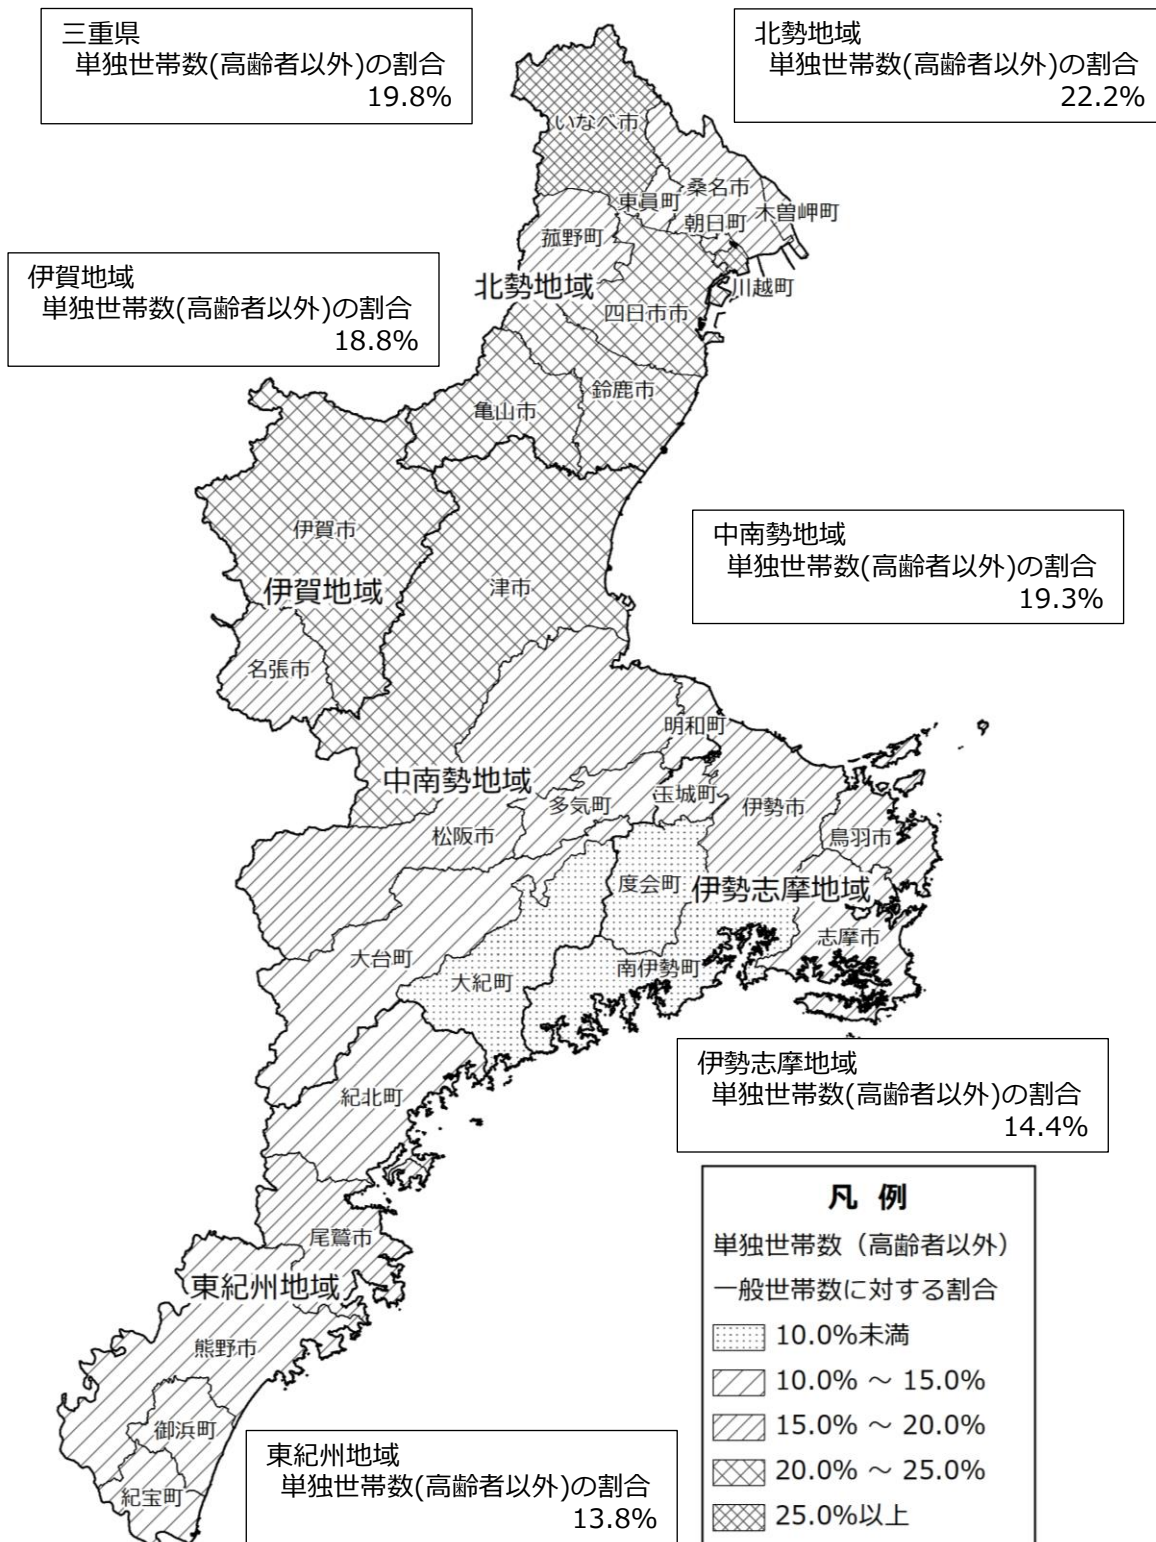 三重県
単独世帯数(高齢者以外)の割合
19.8%
北勢地域
単独世帯数(高齢者以外)の割合
22.2%
いなべ市
桑名市
東員町
木曽岬町
朝日町
菰野町
川越町
北勢地域
四日市市
伊賀地域
単独世帯数(高齢者以外)の割合
18.8%
鈴鹿市
亀山市
伊賀市
中南勢地域
単独世帯数(高齢者以外)の割合
19.3%
伊賀地域
津市
名張市
明和町
中南勢地域
多気町
玉城町
伊勢市
松阪市
鳥羽市
度会町
伊勢志摩地域
志摩市
大台町
南伊勢町
大紀町
伊勢志摩地域
単独世帯数(高齢者以外)の割合
14.4%
紀北町
尾鷲市
東紀州地域
熊野市
御浜町
紀宝町
東紀州地域
単独世帯数(高齢者以外)の割合
13.8%
凡 例
単独世帯数（高齢者以外）
一般世帯数に対する割合
10.0%未満
10.0% ～ 15.0%
15.0% ～ 20.0%
20.0% ～ 25.0%
25.0%以上